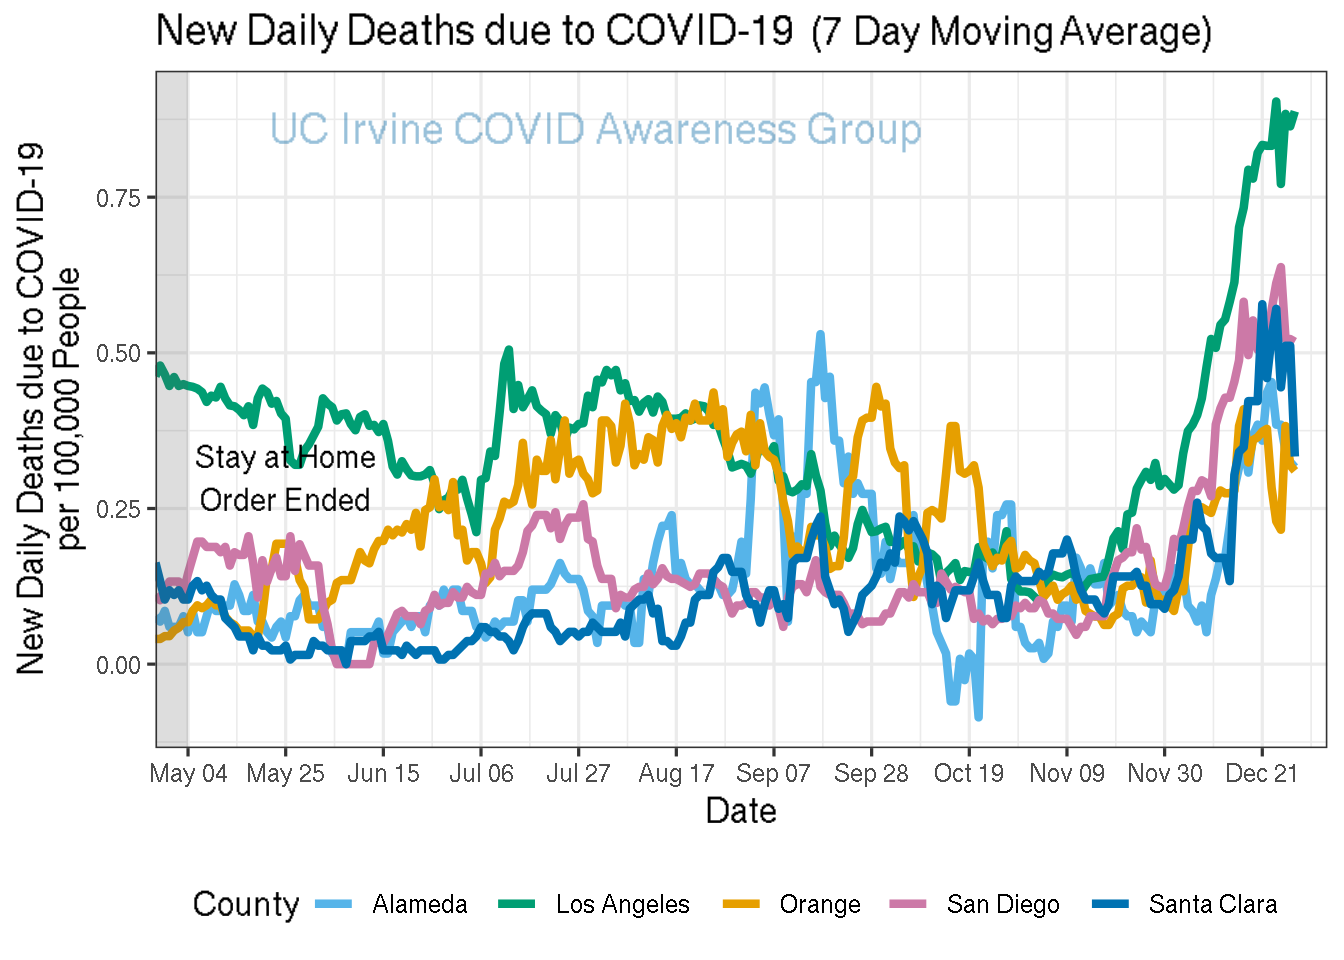 New Daily Deaths due to COVID-19 (7 Day Moving Average)
UC Irvine COVID Awareness Group
New Daily Deaths due to COVID-19
per 100,000 People
0.75
0.50
0.25
0.00
Stay at Home
Order Ended
May 04 May 25 Jun 15 Jul 06 Jul 27 Aug 17 Sep 07 Sep 28 Oct 19 Nov 09 Nov 30 Dec 21
Date
County Alameda Los Angeles Orange San Diego Santa Clara